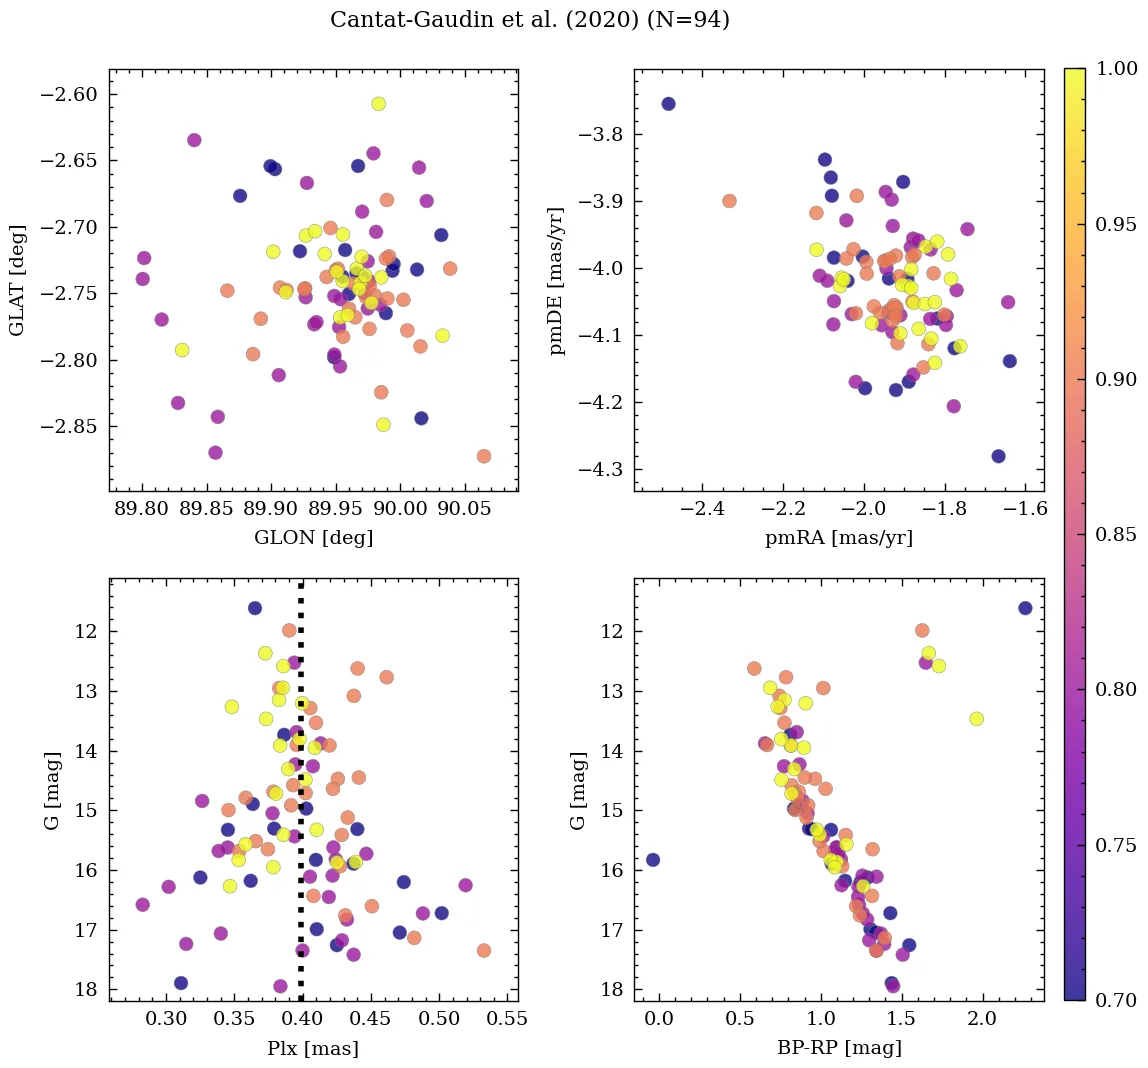 Cantat-Gaudin et al. (2020) (N=94)
−2.60
−2.65
−2.70
−2.75
−2.80
−2.85
GLAT [deg]
89.80 89.85 89.90 89.95 90.00 90.05
GLON [deg]
−3.8
−3.9
−4.0
−4.1
−4.2
−4.3
pmDE [mas/yr]
−2.4 −2.2 −2.0 −1.8 −1.6
pmRA [mas/yr]
12
13
14
15
16
17
18
G [mag]
0.30 0.35 0.40 0.45 0.50 0.55
Plx [mas]
12
13
14
15
16
17
18
G [mag]
0.0 0.5 1.0 1.5 2.0
BP-RP [mag]
1.00
0.95
0.90
0.85
0.80
0.75
0.70